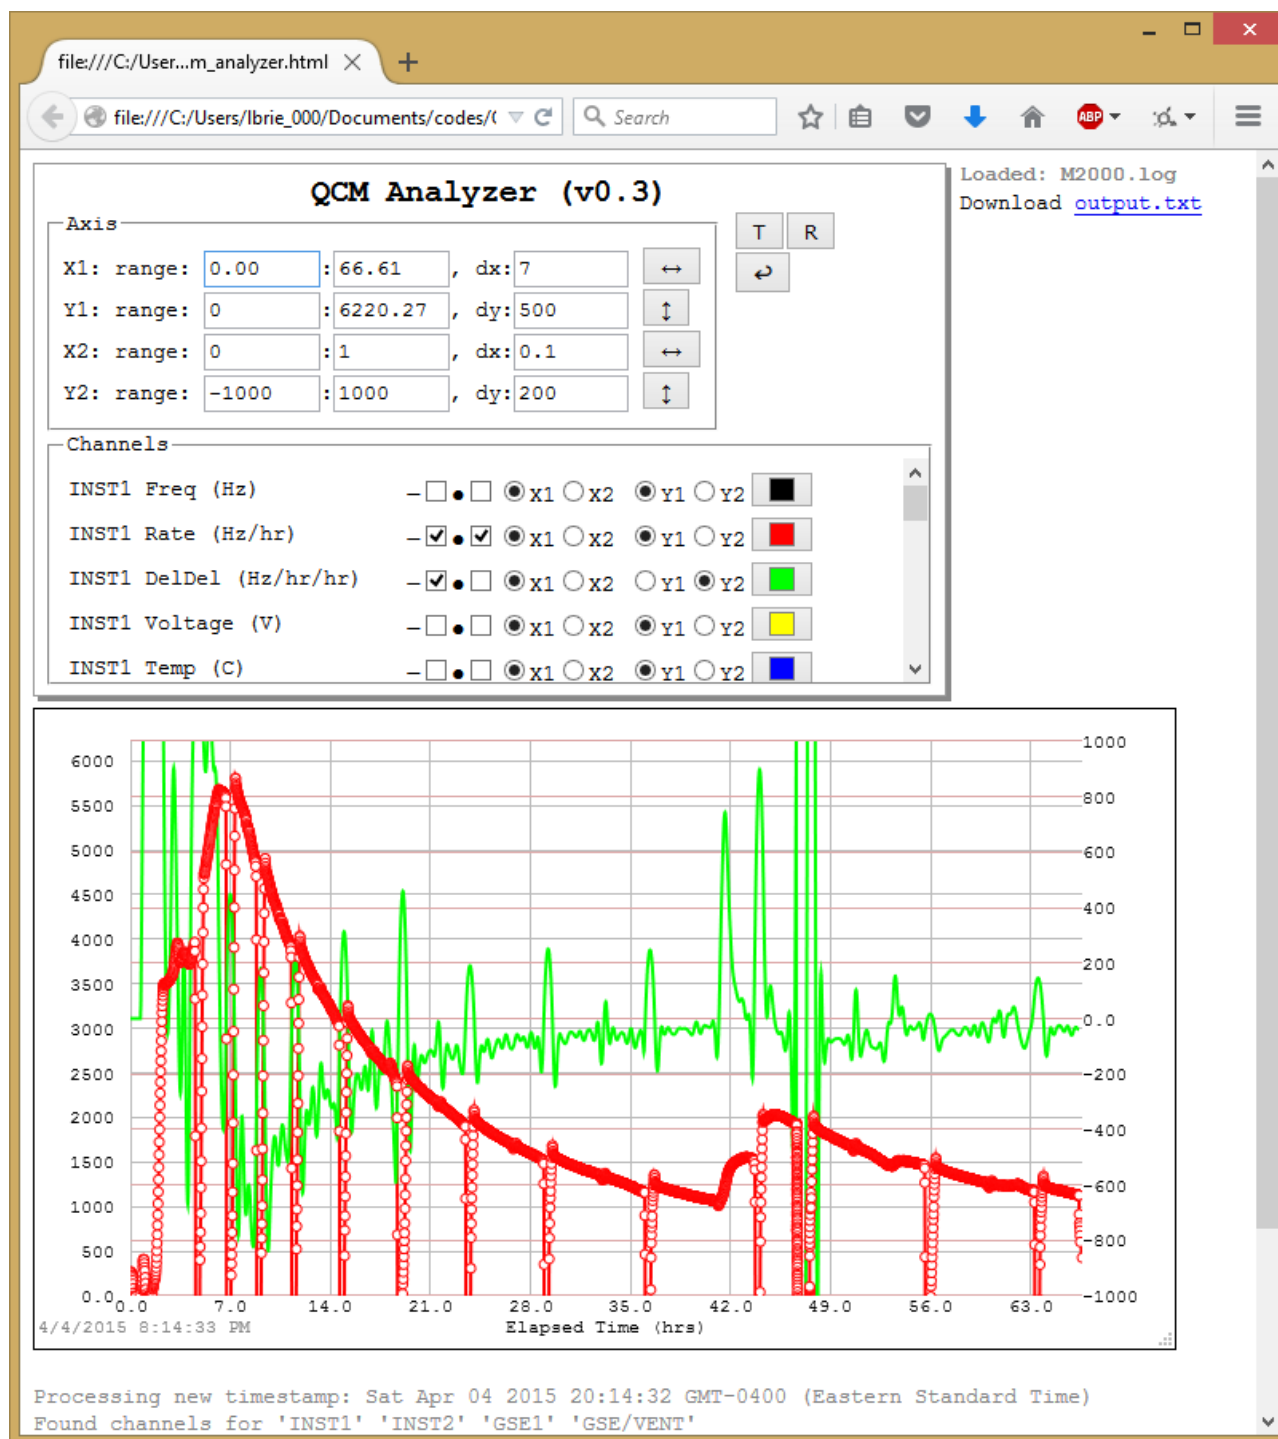 file:///C:/User...m_analyzer.html
file:///C:/Users/lbrie_000/Documents/codes/( Search ABP
QCM Analyzer (v0.3)
Loaded: M2000.log
Download output.txt
Axis
T R
X1: range: 0.00 : 66.61 , dx: 7 ↔
↵
Y1: range: 0 : 6220.27 , dy: 500 ↕
X2: range: 0 : 1 , dx: 0.1 ↔
Y2: range: -1000 : 1000 , dy: 200 ↕
Channels
INST1 Freq (Hz) – ● X1 X2 Y1 Y2
INST1 Rate (Hz/hr) – ● X1 X2 Y1 Y2
INST1 DelDel (Hz/hr/hr) – ● X1 X2 Y1 Y2
INST1 Voltage (V) – ● X1 X2 Y1 Y2
INST1 Temp (C) – ● X1 X2 Y1 Y2
1000
6000
800
5500
5000
600
4500
400
4000
200
3500
3000
0.0
2500
-200
2000
-400
1500
-600
1000
-800
500
0.0
-1000
0.0 7.0 14.0 21.0 28.0 35.0 42.0 49.0 56.0 63.0
4/4/2015 8:14:33 PM
Elapsed Time (hrs)
Processing new timestamp: Sat Apr 04 2015 20:14:32 GMT-0400 (Eastern Standard Time)
Found channels for 'INST1' 'INST2' 'GSE1' 'GSE/VENT'